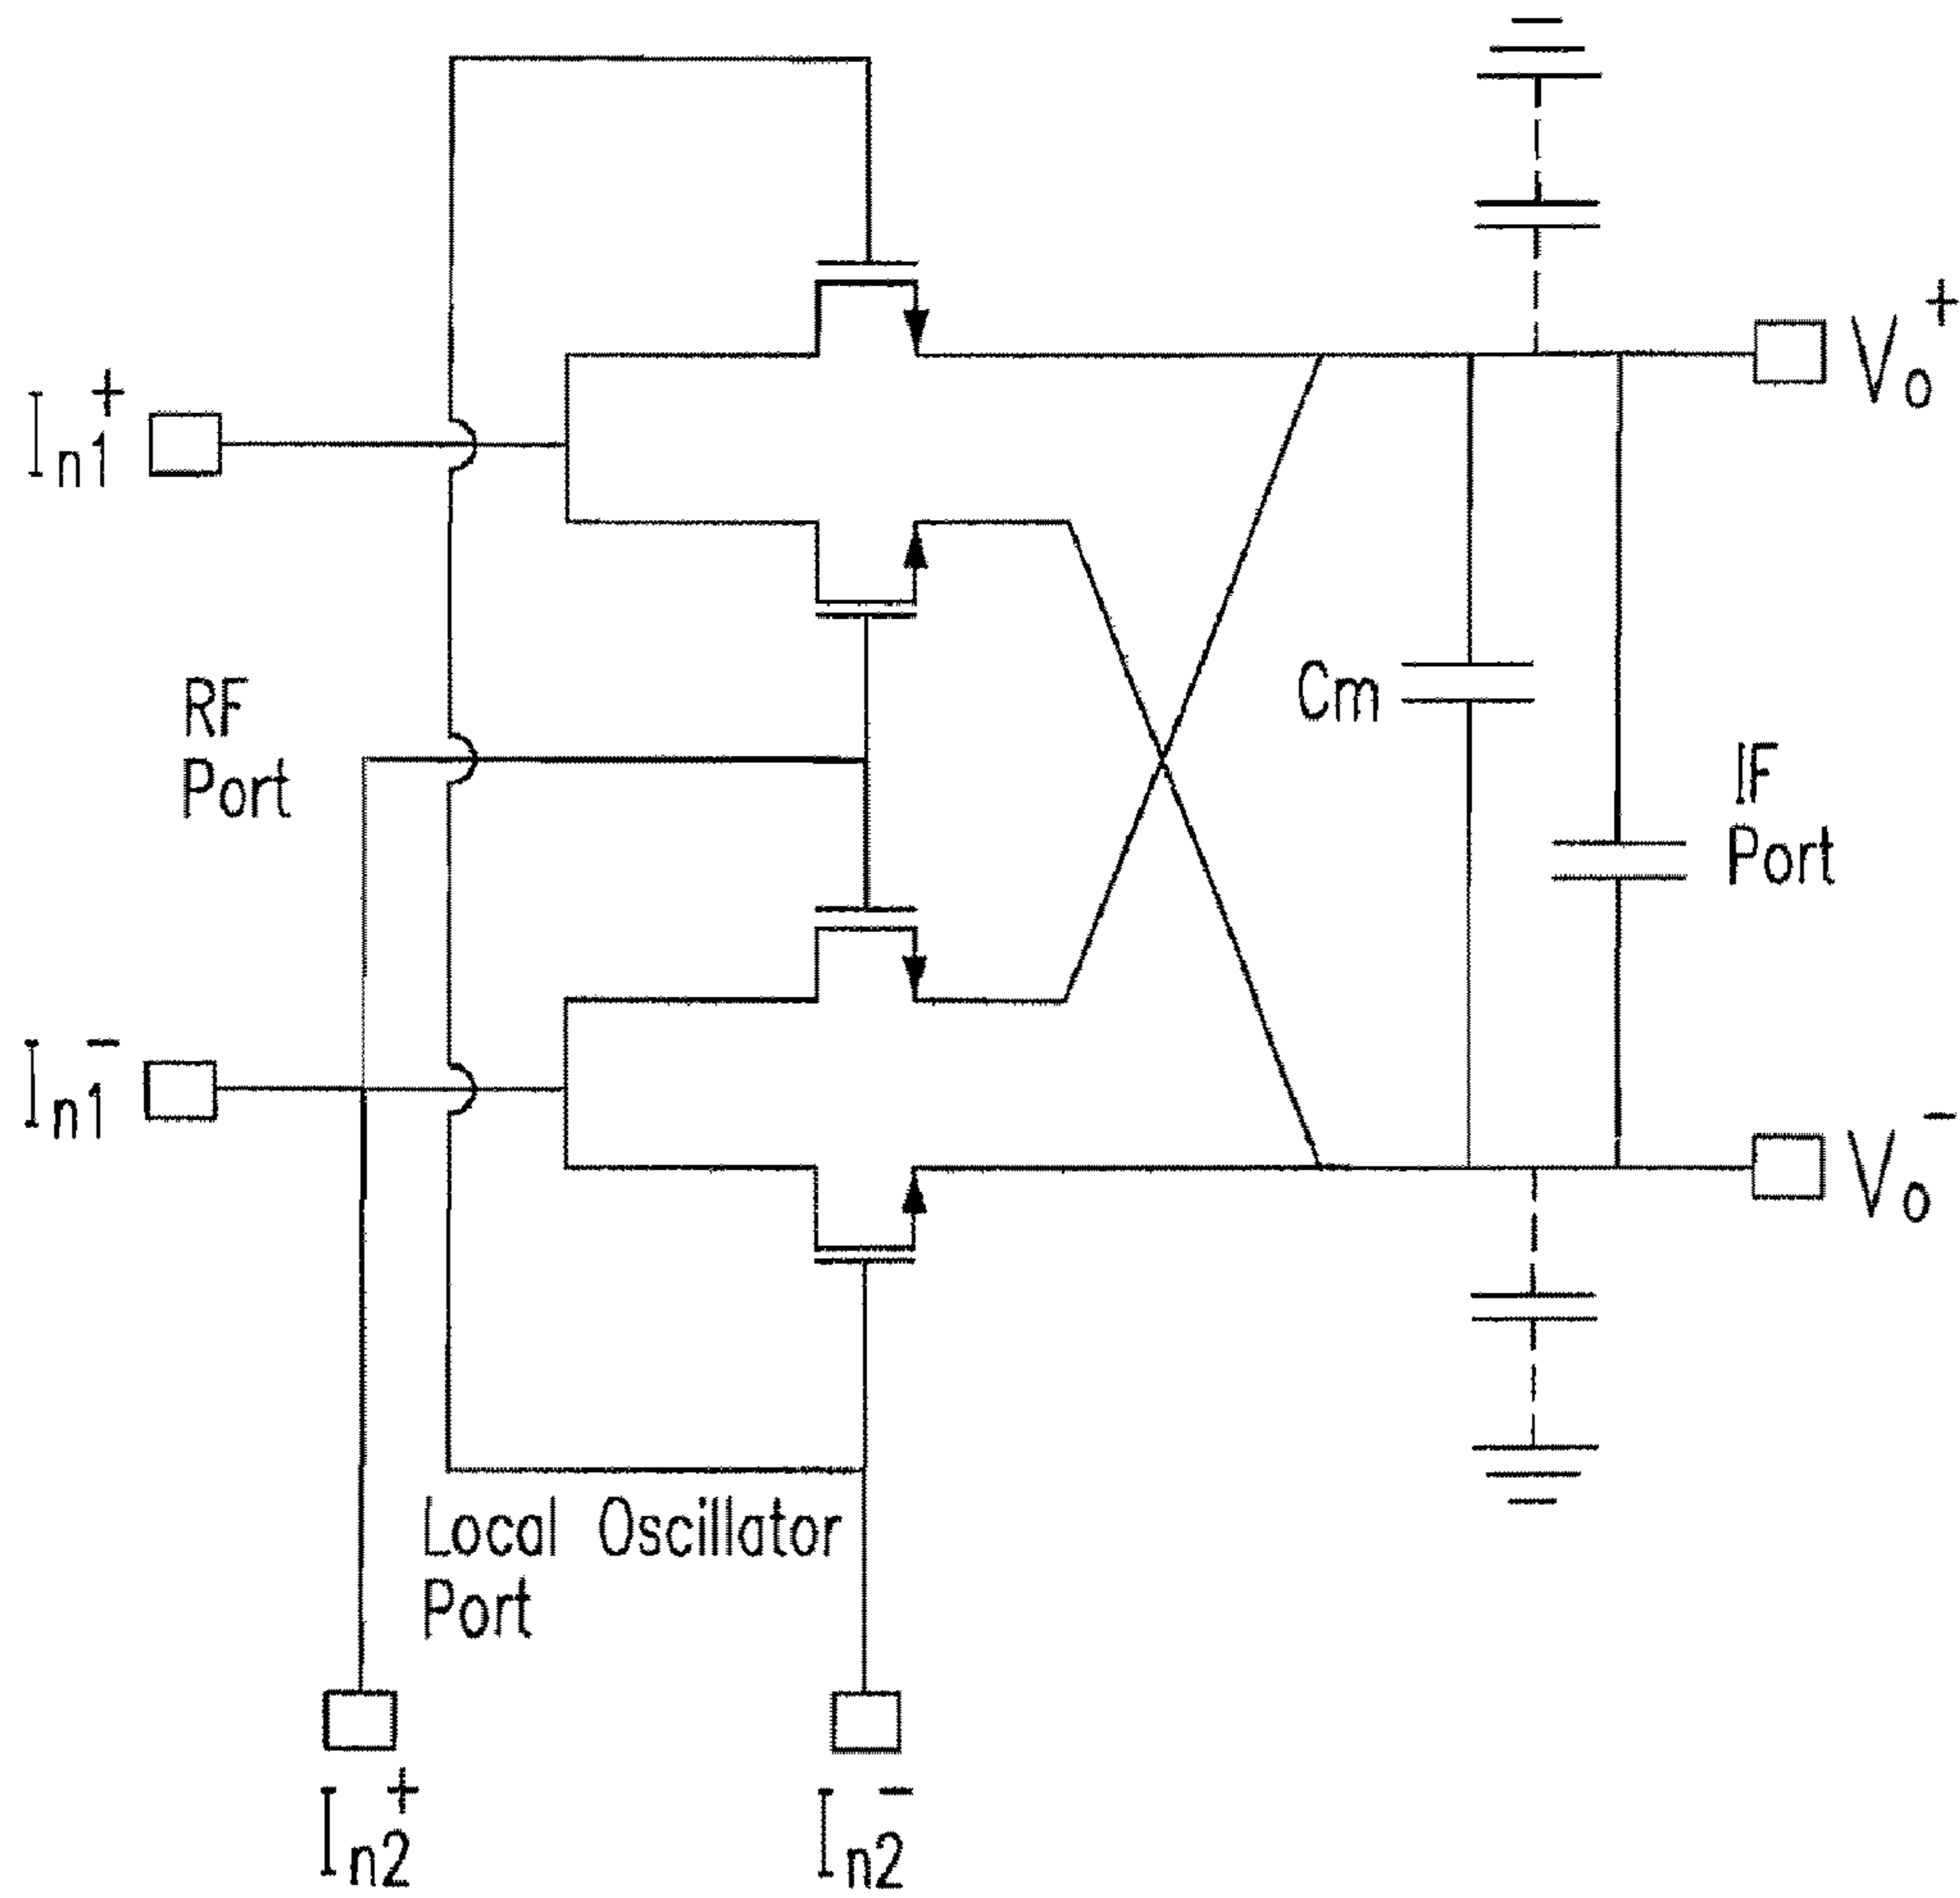 In1+
Vo+
RF
Port
Cm
IF
Port
In1-
Vo-
Local Oscillator
Port
In2+
In2-